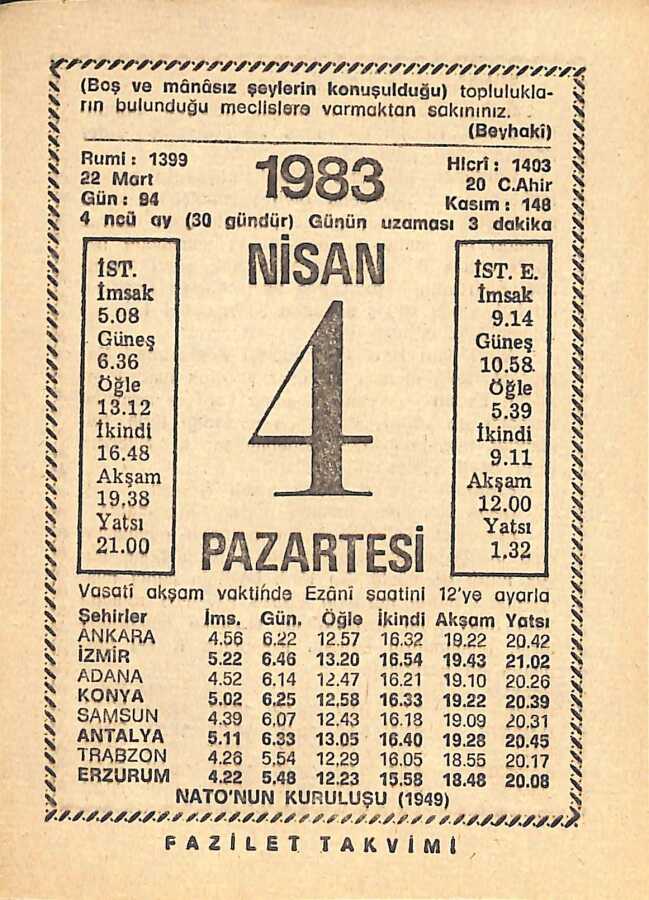 (Boş ve mânâsız şeylerin konuşulduğu) toplulukla-
rın bulunduğu meclislere varmaktan sakınınız.
(Beyhakî)
Rumi : 1399
22 Mart
Gün : 94
1983
Hicrî : 1403
20 C.Ahir
Kasım : 148
4 ncü ay (30 gündür) Günün uzaması 3 dakika
NİSAN
4
PAZARTESİ
İST.
İmsak
5.08
Güneş
6.36
Öğle
13.12
İkindi
16.48
Akşam
19.38
Yatsı
21.00
İST. E.
İmsak
9.14
Güneş
10.58
Öğle
5.39
İkindi
9.11
Akşam
12.00
Yatsı
1,32
Vasatî akşam vaktinde Ezânî saatini 12'ye ayarla
Şehirler İms. Gün. Öğle İkindi Akşam Yatsı
ANKARA 4.56 6.22 12.57 16.32 19.22 20.42
İZMİR 5.22 6.46 13.20 16.54 19.43 21.02
ADANA 4.52 6.14 12.47 16.21 19.10 20.26
KONYA 5.02 6.25 12.58 16.33 19.22 20.39
SAMSUN 4.39 6.07 12.43 16.18 19.09 20.31
ANTALYA 5.11 6.33 13.05 16.40 19.28 20.45
TRABZON 4.26 5.54 12.29 16.05 18.55 20.17
ERZURUM 4.22 5.48 12.23 15.58 18.48 20.08
NATO'NUN KURULUŞU (1949)
FAZİLET TAKVİMİ